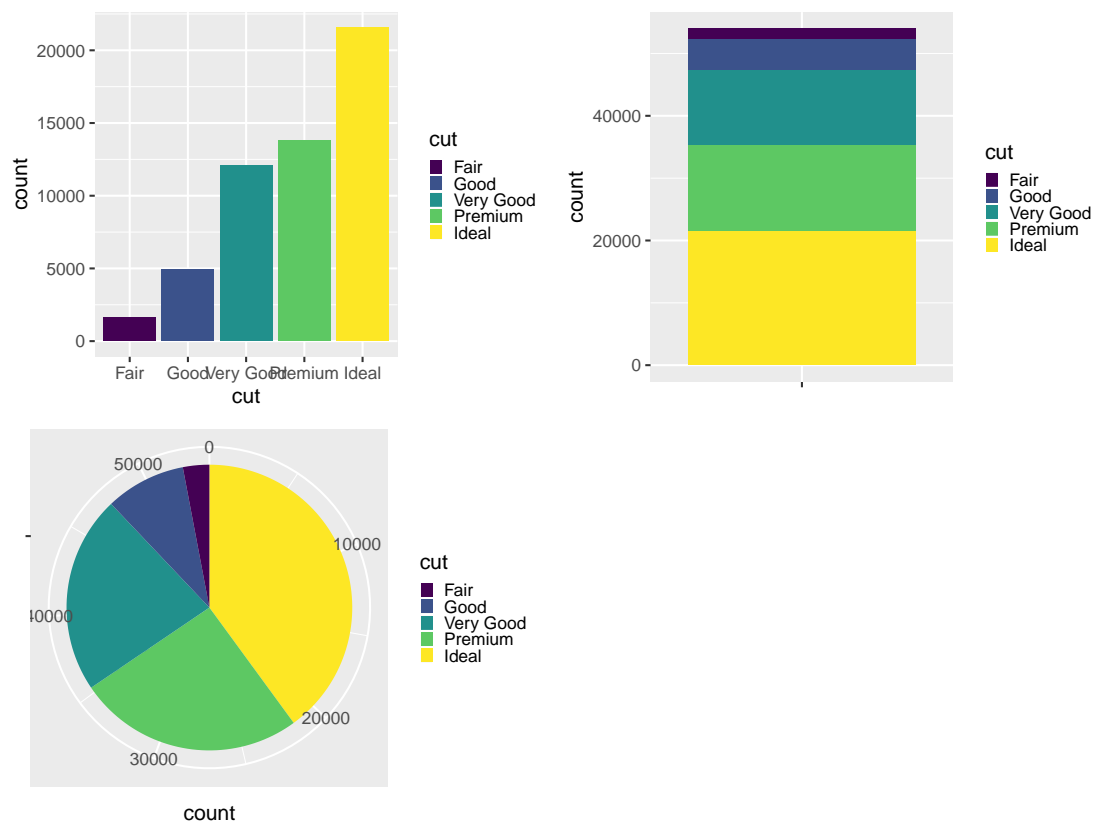 20000
15000
10000
5000
0
count
Fair Good Very Good Premium Ideal
cut
cut
Fair
Good
Very Good
Premium
Ideal
40000
20000
0
count
cut
Fair
Good
Very Good
Premium
Ideal
0
50000
10000
40000
20000
30000
count
cut
Fair
Good
Very Good
Premium
Ideal